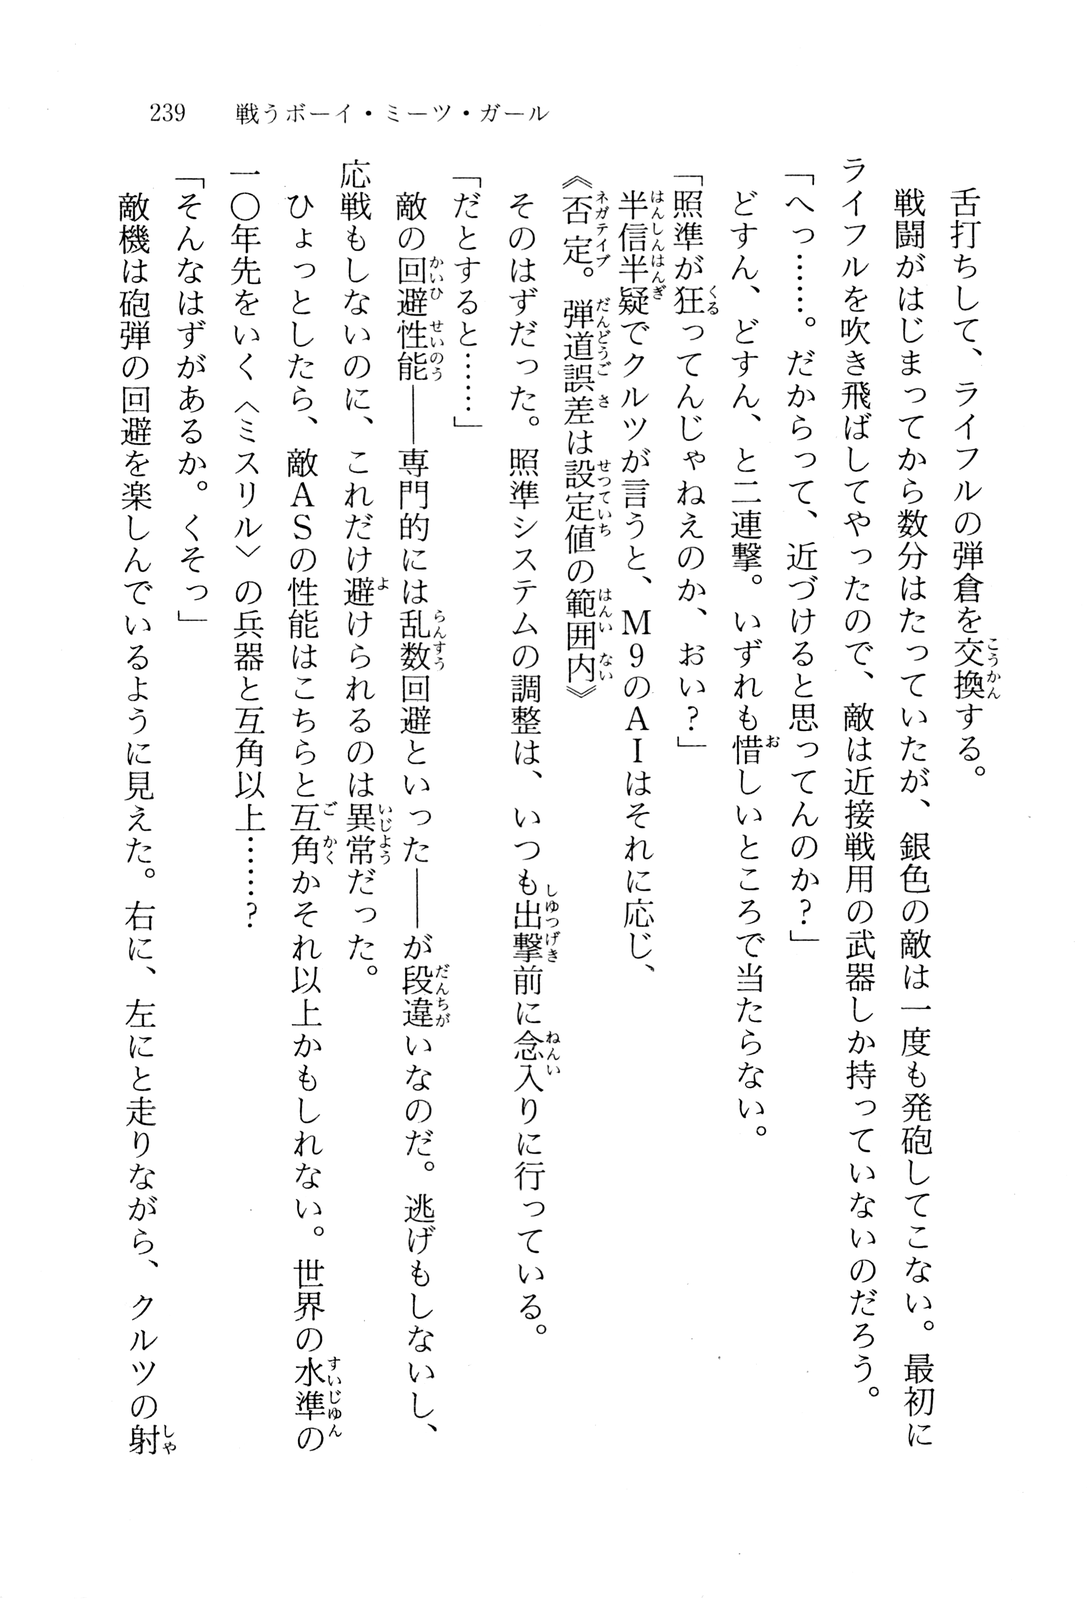 239　戦うボーイ・ミーツ・ガール
舌打ちして、ライフルの弾倉を交換する。
戦闘がはじまってから数分はたっていたが、銀色の敵は一度も発砲してこない。最初に
ライフルを吹き飛ばしてやったので、敵は近接戦用の武器しか持っていないのだろう。
「へっ……。だからって、近づけると思ってんのか？」
どすん、どすん、と二連撃。いずれも惜しいところで当たらない。
「照準が狂ってんじゃねえのか、おい？」
半信半疑でクルツが言うと、Ｍ９のＡＩはそれに応じ、
《否定。弾道誤差は設定値の範囲内》
そのはずだった。照準システムの調整は、いつも出撃前に念入りに行っている。
「だとすると……」
敵の回避性能――専門的には乱数回避といった――が段違いなのだ。逃げもしないし、
応戦もしないのに、これだけ避けられるのは異常だった。
ひょっとしたら、敵ＡＳの性能はこちらと互角かそれ以上かもしれない。世界の水準の
一〇年先をいく〈ミスリル〉の兵器と互角以上……？
「そんなはずがあるか。くそっ」
敵機は砲弾の回避を楽しんでいるように見えた。右に、左にと走りながら、クルツの射